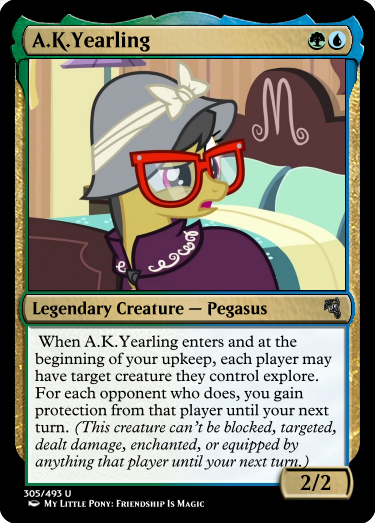 A.K.Yearling
M
Legendary Creature — Pegasus
When A.K.Yearling enters and at the
beginning of your upkeep, each player may
have target creature they control explore.
For each opponent who does, you gain
protection from that player until your next
turn. (This creature can't be blocked, targeted,
dealt damage, enchanted, or equipped by
anything that player until your next turn.)
2/2
305/493 U
My Little Pony: Friendship Is Magic